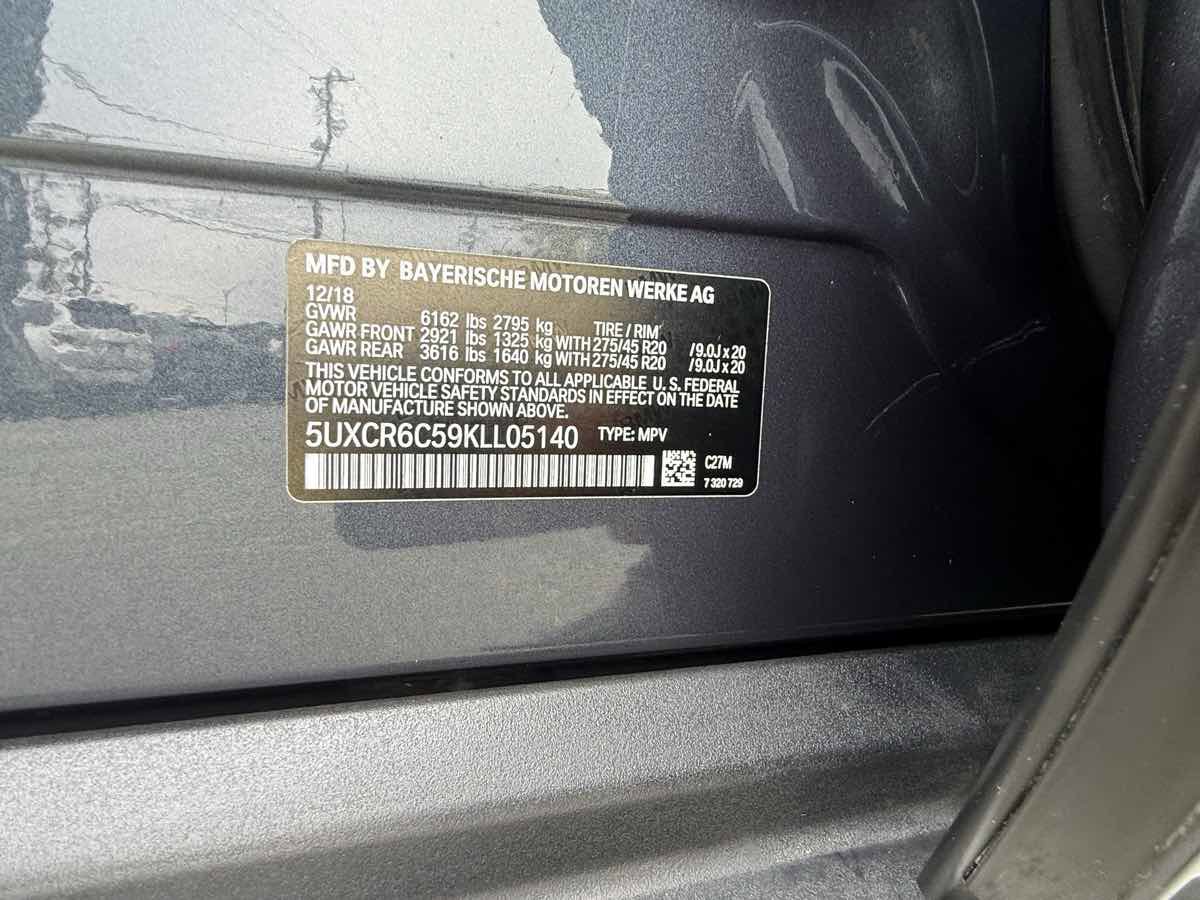 MFD BY BAYERISCHE MOTOREN WERKE AG
12/18
GVWR 6162 lbs 2795 kg TIRE / RIM
GAWR FRONT 2921 lbs 1325 kg WITH 275/45 R20 /9.0J x 20
GAWR REAR 3616 lbs 1640 kg WITH 275/45 R20 /9.0J x 20
THIS VEHICLE CONFORMS TO ALL APPLICABLE U.S. FEDERAL
MOTOR VEHICLE SAFETY STANDARDS IN EFFECT ON THE DATE
OF MANUFACTURE SHOWN ABOVE.
5UXCR6C59KLL05140 TYPE: MPV
C27M
7 320 729